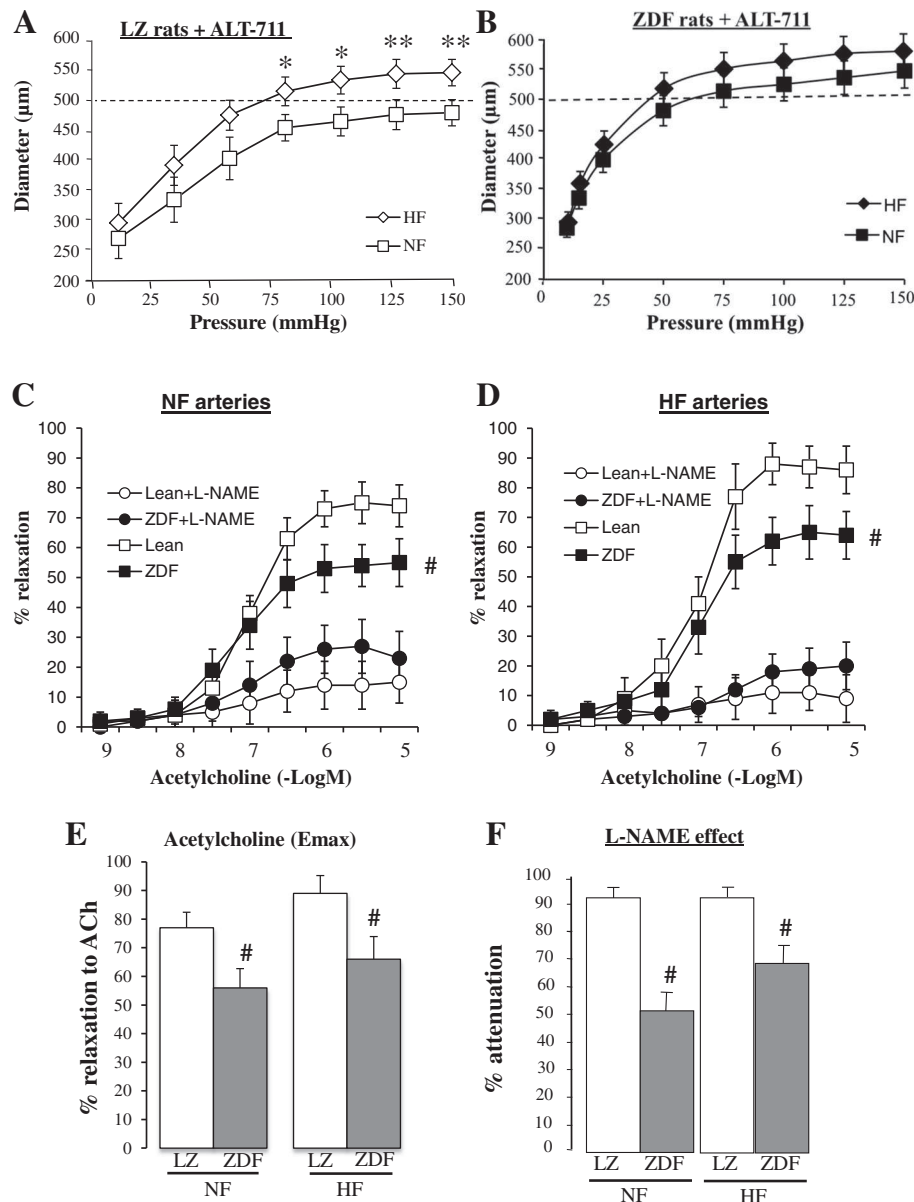 A
LZ rats + ALT-711
600
550
500
450
400
350
300
250
200
Diameter (µm)
* * ** **
HF
NF
0 25 50 75 100 125 150
Pressure (mmHg)
B
ZDF rats + ALT-711
600
550
500
450
400
350
300
250
200
Diameter (µm)
HF
NF
0 25 50 75 100 125 150
Pressure (mmHg)
C
NF arteries
100
90
80
70
60
50
40
30
20
10
0
% relaxation
Lean+L-NAME
ZDF+L-NAME
Lean
ZDF
#
9 8 7 6 5
Acetylcholine (-LogM)
D
HF arteries
100
90
80
70
60
50
40
30
20
10
0
% relaxation
Lean+L-NAME
ZDF+L-NAME
Lean
ZDF
#
9 8 7 6 5
Acetylcholine (-LogM)
E
Acetylcholine (Emax)
100
90
80
70
60
50
40
30
20
10
0
% relaxation to ACh
# #
LZ ZDF LZ ZDF
NF HF
F
L-NAME effect
100
90
80
70
60
50
40
30
20
10
0
% attenuation
# #
LZ ZDF LZ ZDF
NF HF